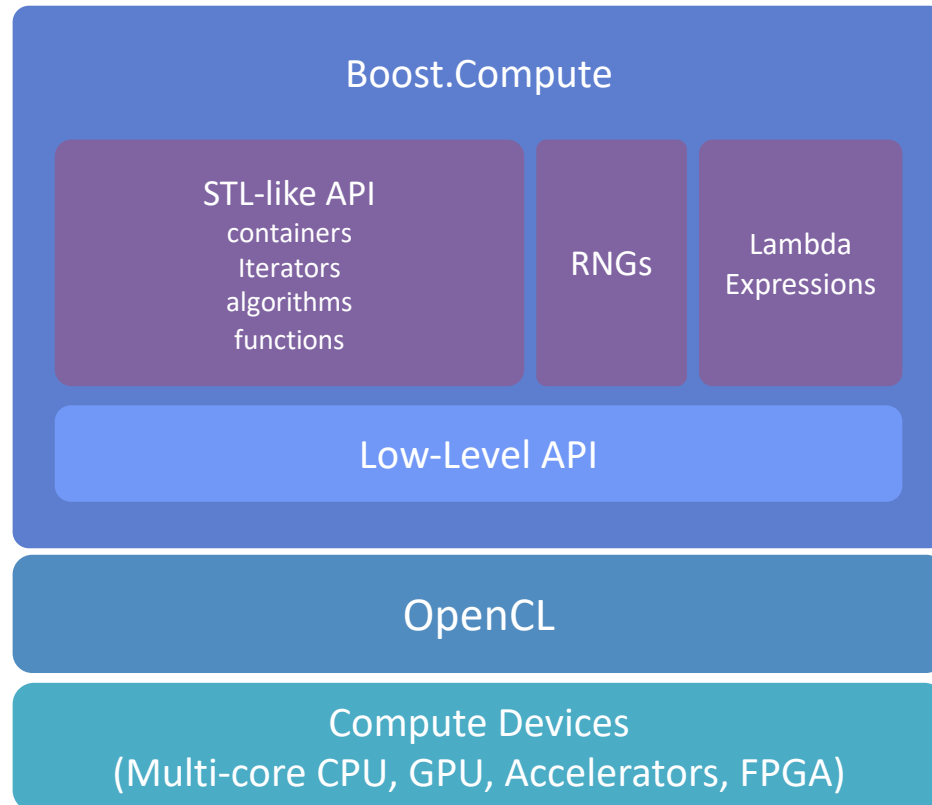 Boost.Compute
STL-like API
containers
Iterators
algorithms
functions
RNGs
Lambda
Expressions
Low-Level API
OpenCL
Compute Devices
(Multi-core CPU, GPU, Accelerators, FPGA)